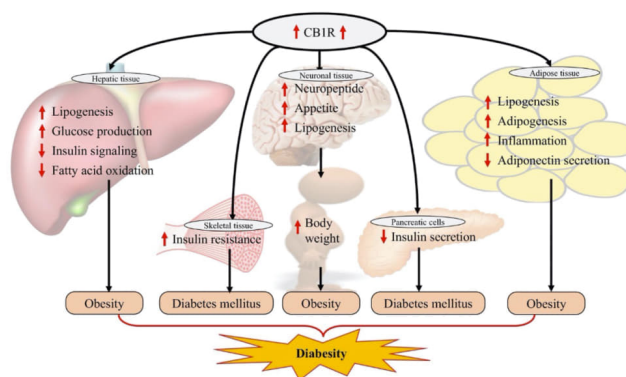 CB1R
Hepatic tissue
Lipogenesis
Glucose production
Insulin signaling
Fatty acid oxidation
Neuronal tissue
Neuropeptide
Appetite
Lipogenesis
Adipose tissue
Lipogenesis
Adipogenesis
Inflammation
Adiponectin secretion
Skeletal tissue
Insulin resistance
Body
weight
Pancreatic cells
Insulin secretion
Obesity
Diabetes mellitus
Obesity
Diabetes mellitus
Obesity
Diabesity